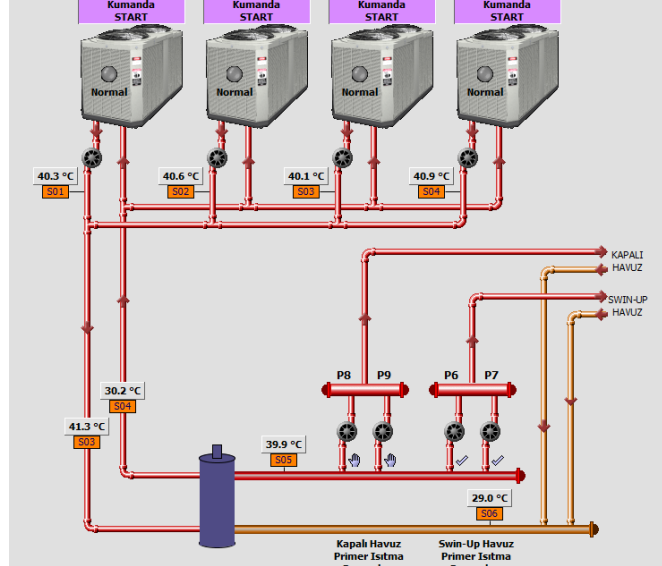 Kumanda
START
Kumanda
START
Kumanda
START
Kumanda
START
Normal
Normal
Normal
Normal
40.3 °C
S01
40.6 °C
S02
40.1 °C
S03
40.9 °C
S04
KAPALI
HAVUZ
SWIN-UP
HAVUZ
P8 P9
P6 P7
30.2 °C
S04
41.3 °C
S03
39.9 °C
S05
29.0 °C
S06
Kapalı Havuz
Primer Isıtma
Swin-Up Havuz
Primer Isıtma